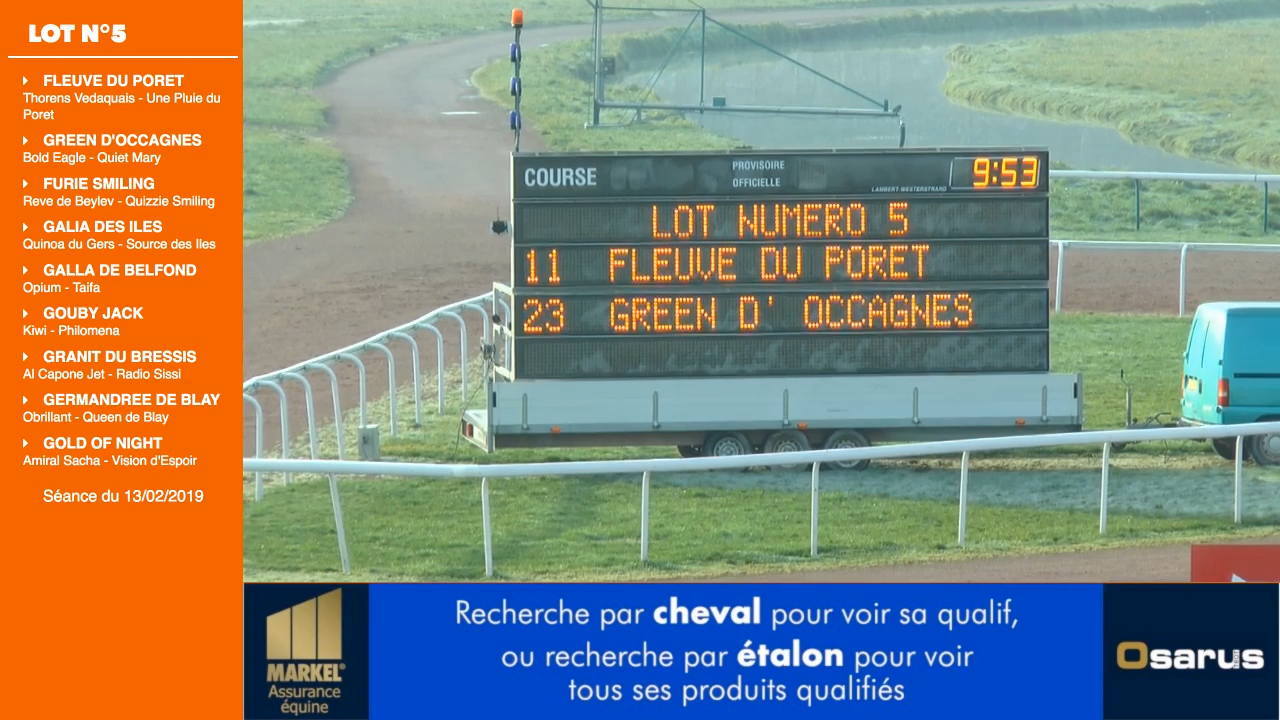 LOT N°5
FLEUVE DU PORET
Thorens Vedaquais - Une Pluie du
Poret
GREEN D'OCCAGNES
Bold Eagle - Quiet Mary
FURIE SMILING
Reve de Beylev - Quizzie Smiling
GALIA DES ILES
Quinoa du Gers - Source des Iles
GALLA DE BELFOND
Opium - Taifa
GOUBY JACK
Kiwi - Philomena
GRANIT DU BRESSIS
Al Capone Jet - Radio Sissi
GERMANDREE DE BLAY
Obrillant - Queen de Blay
GOLD OF NIGHT
Amiral Sacha - Vision d'Espoir
Séance du 13/02/2019
COURSE
PROVISOIRE
OFFICIELLE
LAMBERT-WESTERSTRAND
9:53
LOT NUMERO 5
11 FLEUVE DU PORET
23 GREEN D' OCCAGNES
MARKEL®
Assurance
équine
Recherche par cheval pour voir sa qualif,
ou recherche par étalon pour voir
tous ses produits qualifiés
Osarus